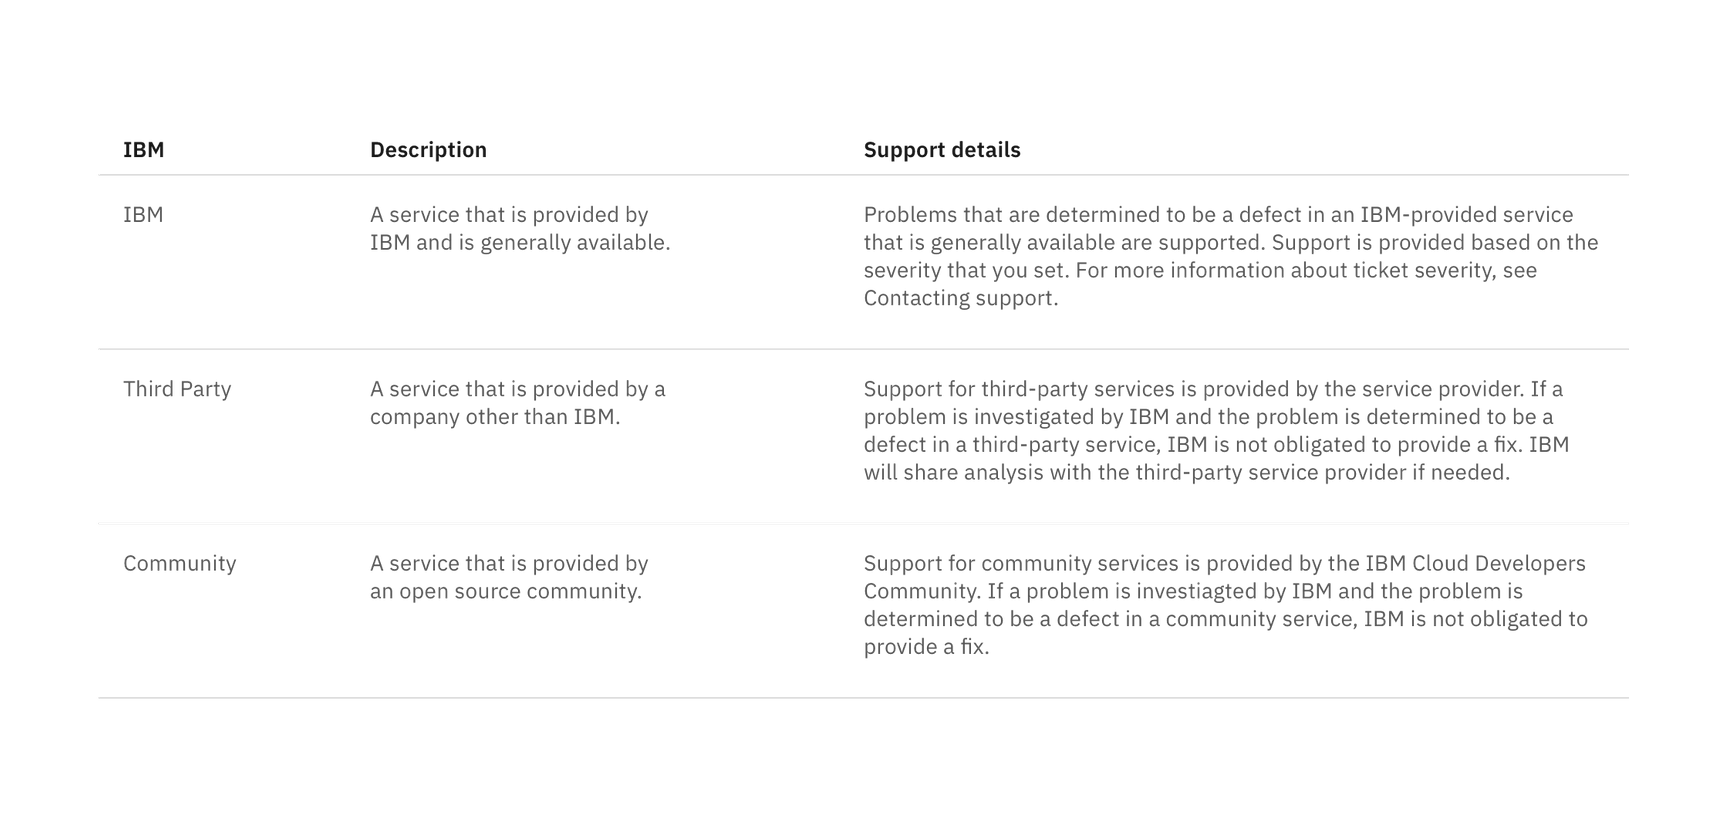 IBM Description Support details
IBM
A service that is provided by
IBM and is generally available.
Problems that are determined to be a defect in an IBM-provided service
that is generally available are supported. Support is provided based on the
severity that you set. For more information about ticket severity, see
Contacting support.
Third Party
A service that is provided by a
company other than IBM.
Support for third-party services is provided by the service provider. If a
problem is investigated by IBM and the problem is determined to be a
defect in a third-party service, IBM is not obligated to provide a fix. IBM
will share analysis with the third-party service provider if needed.
Community
A service that is provided by
an open source community.
Support for community services is provided by the IBM Cloud Developers
Community. If a problem is investiagted by IBM and the problem is
determined to be a defect in a community service, IBM is not obligated to
provide a fix.